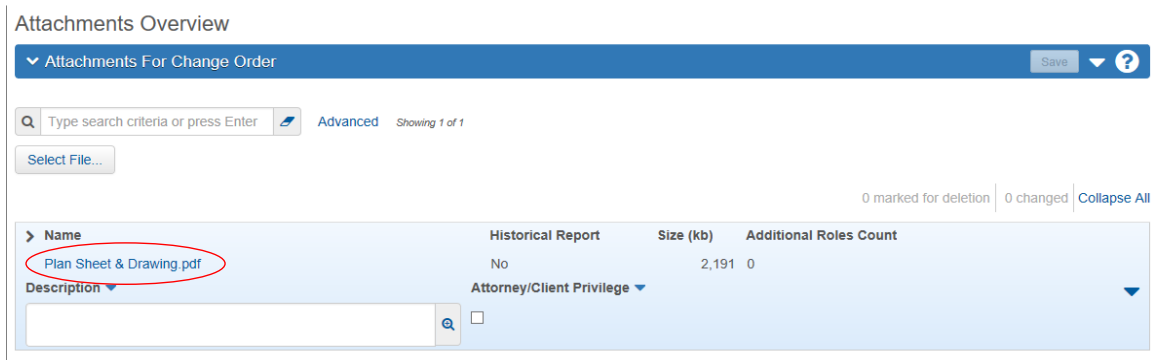 Attachments Overview
Attachments For Change Order Save ?
Type search criteria or press Enter Advanced Showing 1 of 1
Select File...
0 marked for deletion 0 changed Collapse All
Name Historical Report Size (kb) Additional Roles Count
Plan Sheet & Drawing.pdf No 2,191 0
Description Attorney/Client Privilege